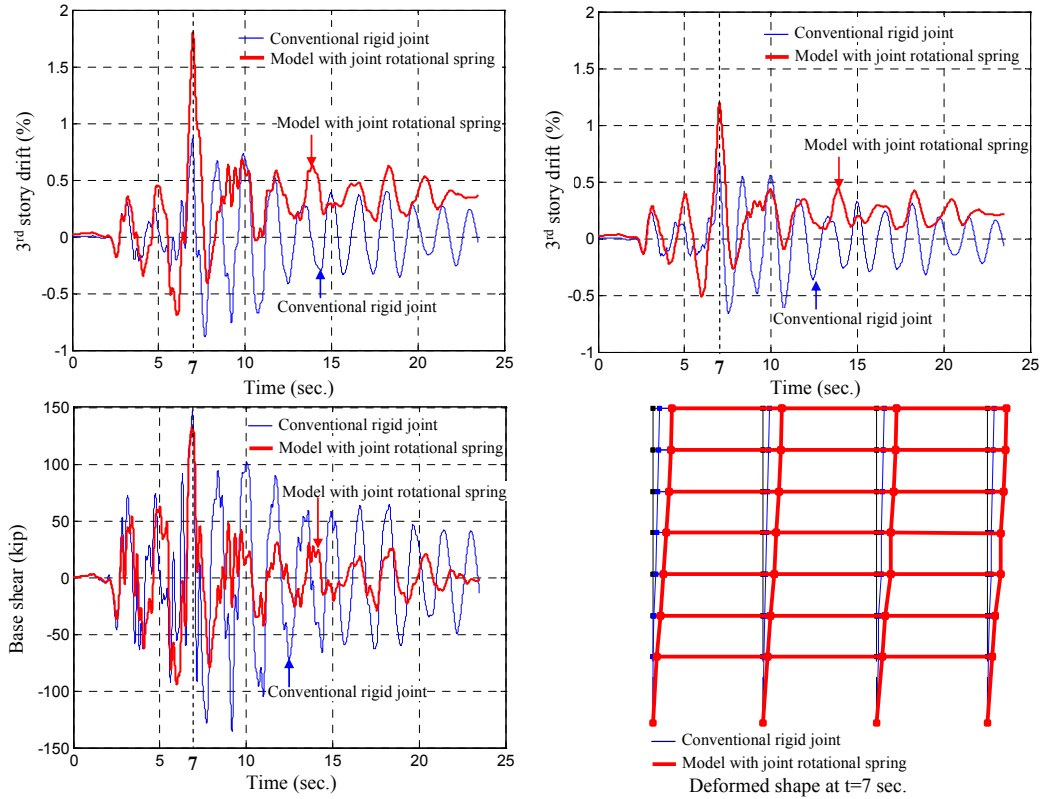 2
1.5
1
0.5
0
-0.5
-1
3rd story drift (%)
Conventional rigid joint
Model with joint rotational spring
Model with joint rotational spring
Conventional rigid joint
0 5 7 10 15 20 25
Time (sec.)
2
1.5
1
0.5
0
-0.5
-1
3rd story drift (%)
Conventional rigid joint
Model with joint rotational spring
Model with joint rotational spring
Conventional rigid joint
0 5 7 10 15 20 25
Time (sec.)
150
100
50
0
-50
-100
-150
Base shear (kip)
Conventional rigid joint
Model with joint rotational spring
Model with joint rotational spring
Conventional rigid joint
0 5 7 10 15 20 25
Time (sec.)
Conventional rigid joint
Model with joint rotational spring
Deformed shape at t=7 sec.